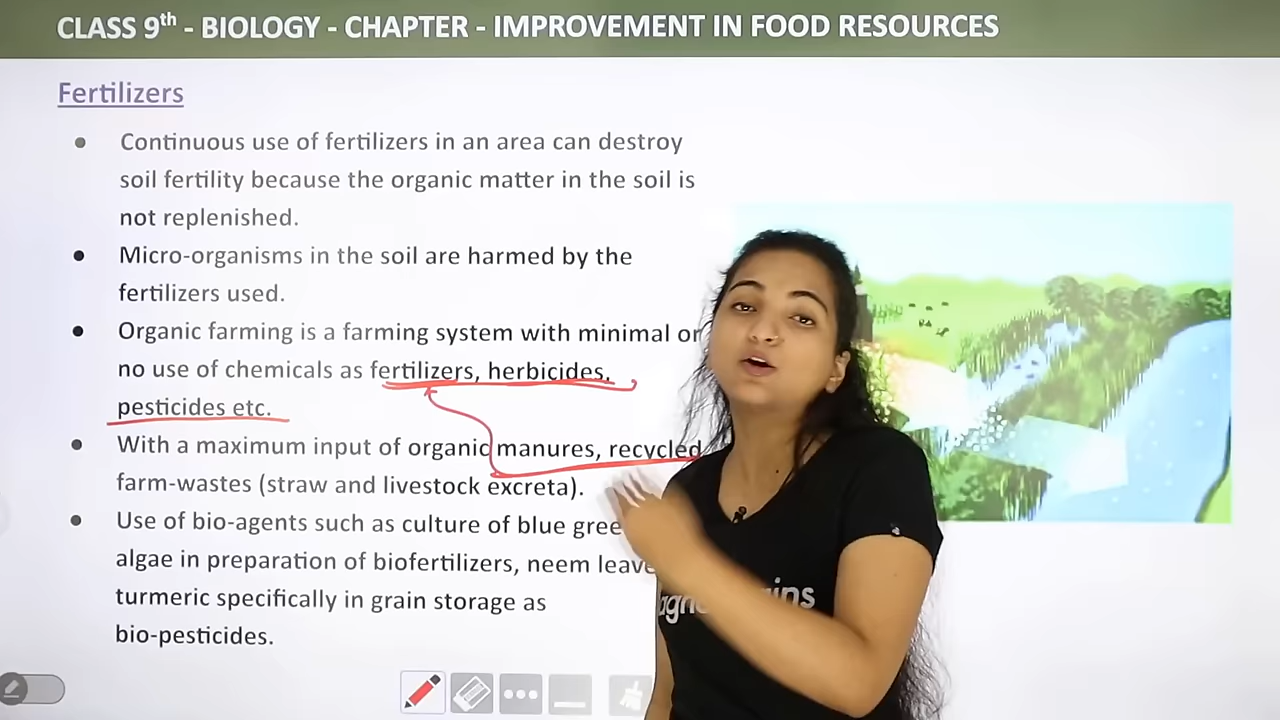 CLASS 9th - BIOLOGY - CHAPTER - IMPROVEMENT IN FOOD RESOURCES
Fertilizers
• Continuous use of fertilizers in an area can destroy
soil fertility because the organic matter in the soil is
not replenished.
• Micro-organisms in the soil are harmed by the
fertilizers used.
• Organic farming is a farming system with minimal or
no use of chemicals as fertilizers, herbicides,
pesticides etc.
• With a maximum input of organic manures, recycled
farm-wastes (straw and livestock excreta).
• Use of bio-agents such as culture of blue
algae in preparation of biofertilizers, neem
turmeric specifically in grain storage as
bio-pesticides.